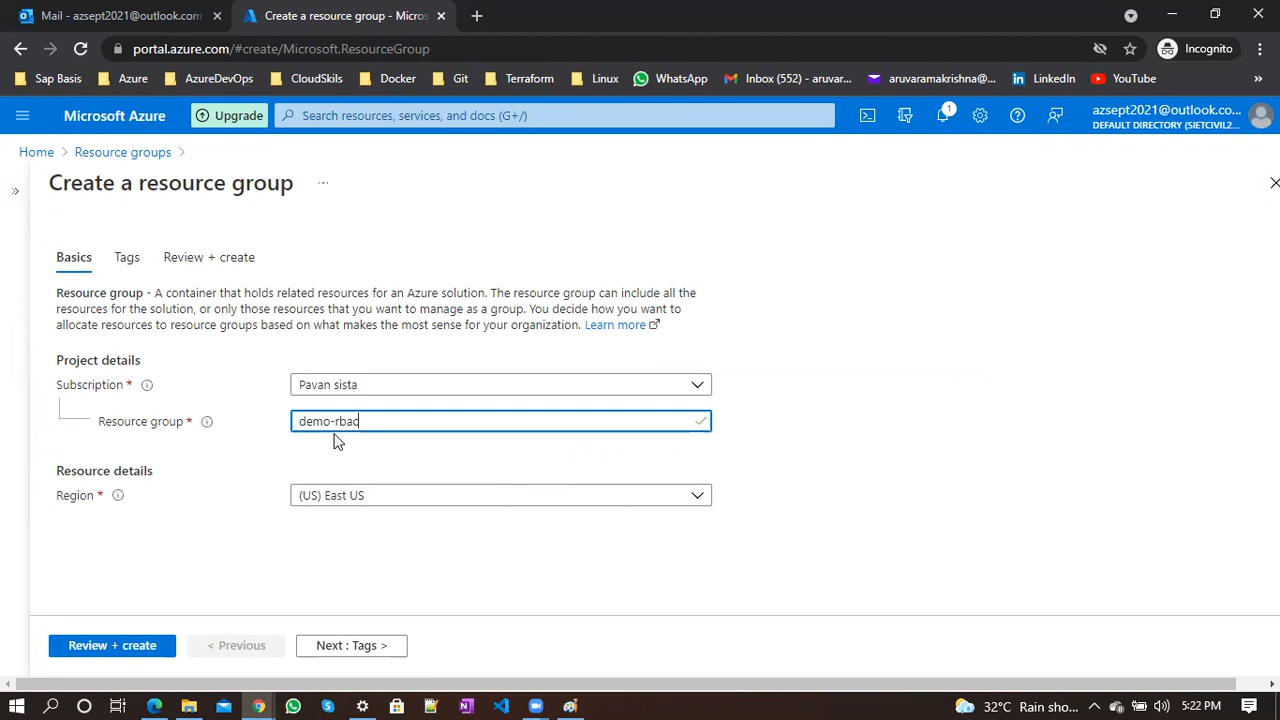 Mail - azsept2021@outlook.com
Create a resource group - Micros
portal.azure.com/#create/Microsoft.ResourceGroup
Incognito
Sap Basis
Azure
AzureDevOps
CloudSkils
Docker
Git
Terraform
Linux
WhatsApp
Inbox (552) - aruvar...
aruvaramakrishna@...
LinkedIn
YouTube
»
Microsoft Azure
Upgrade
Search resources, services, and docs (G+/)
1
azsept2021@outlook.co...
DEFAULT DIRECTORY (SIETCIVIL2...
Home > Resource groups >
Create a resource group ...
Basics
Tags
Review + create
Resource group - A container that holds related resources for an Azure solution. The resource group can include all the
resources for the solution, or only those resources that you want to manage as a group. You decide how you want to
allocate resources to resource groups based on what makes the most sense for your organization. Learn more
Project details
Subscription *
Pavan sista
Resource group *
demo-rbac
Resource details
Region *
(US) East US
Review + create
< Previous
Next : Tags >
32°C Rain sho...
5:22 PM